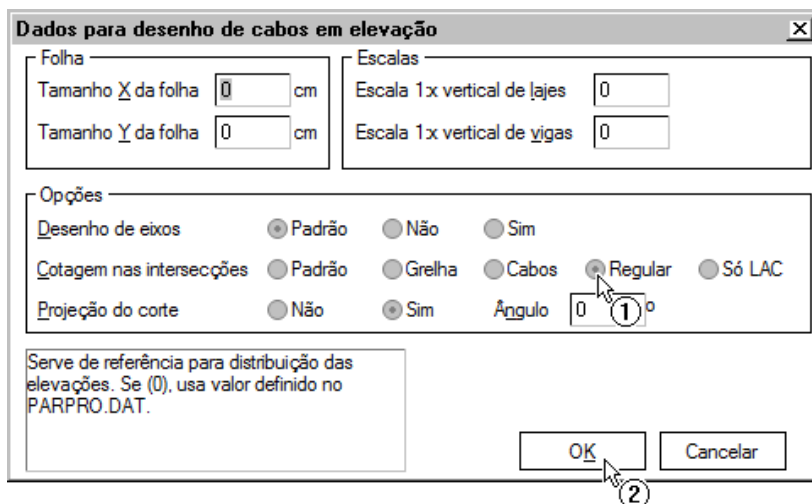 Dados para desenho de cabos em elevação
Folha
Tamanho X da folha 0 cm
Tamanho Y da folha 0 cm
Escalas
Escala 1:x vertical de lajes 0
Escala 1:x vertical de vigas 0
Opções
Desenho de eixos Padrão Não Sim
Cotagem nas intersecções Padrão Grelha Cabos Regular Só LAC
Projeção do corte Não Sim Ângulo 0 º
1
Serve de referência para distribuição das
elevações. Se (0), usa valor definido no
PARPRO.DAT.
OK Cancelar
2